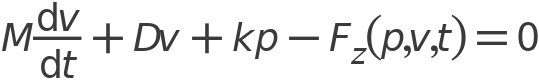 M dv/dt + Dv + kp − F_z(p,v,t) = 0